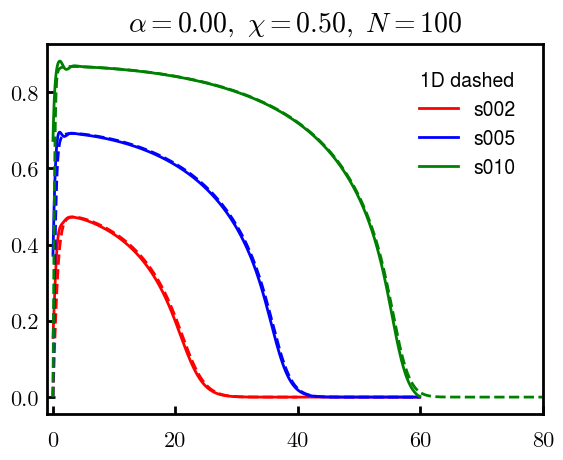 α = 0.00, χ = 0.50, N = 100
1D dashed
s002
s005
s010
0.8
0.6
0.4
0.2
0.0
0 20 40 60 80